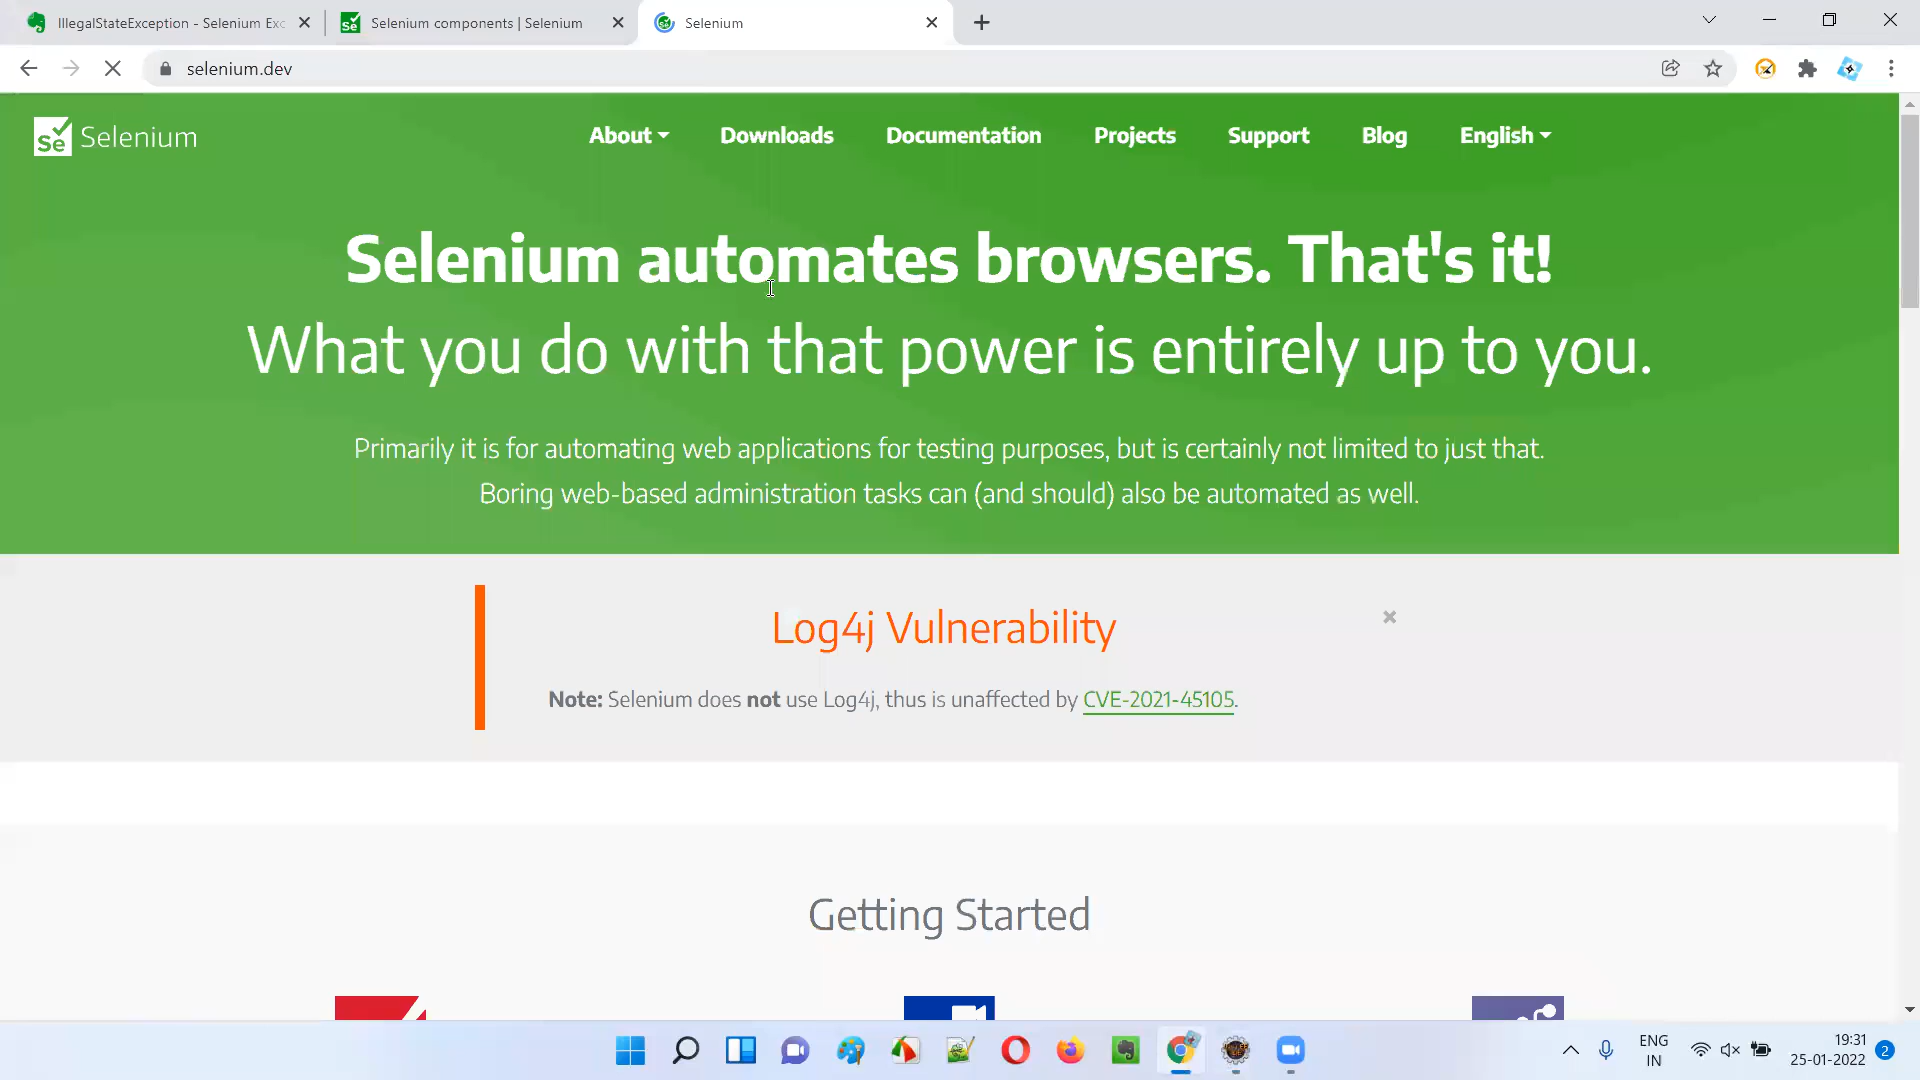 IllegalStateException - Selenium Exc
Selenium components | Selenium
Selenium
selenium.dev
Se Selenium
About
Downloads
Documentation
Projects
Support
Blog
English
Selenium automates browsers. That's it!
What you do with that power is entirely up to you.
Primarily it is for automating web applications for testing purposes, but is certainly not limited to just that.
Boring web-based administration tasks can (and should) also be automated as well.
Log4j Vulnerability
Note: Selenium does not use Log4j, thus is unaffected by CVE-2021-45105.
Getting Started
ENG
IN
19:31
25-01-2022
2